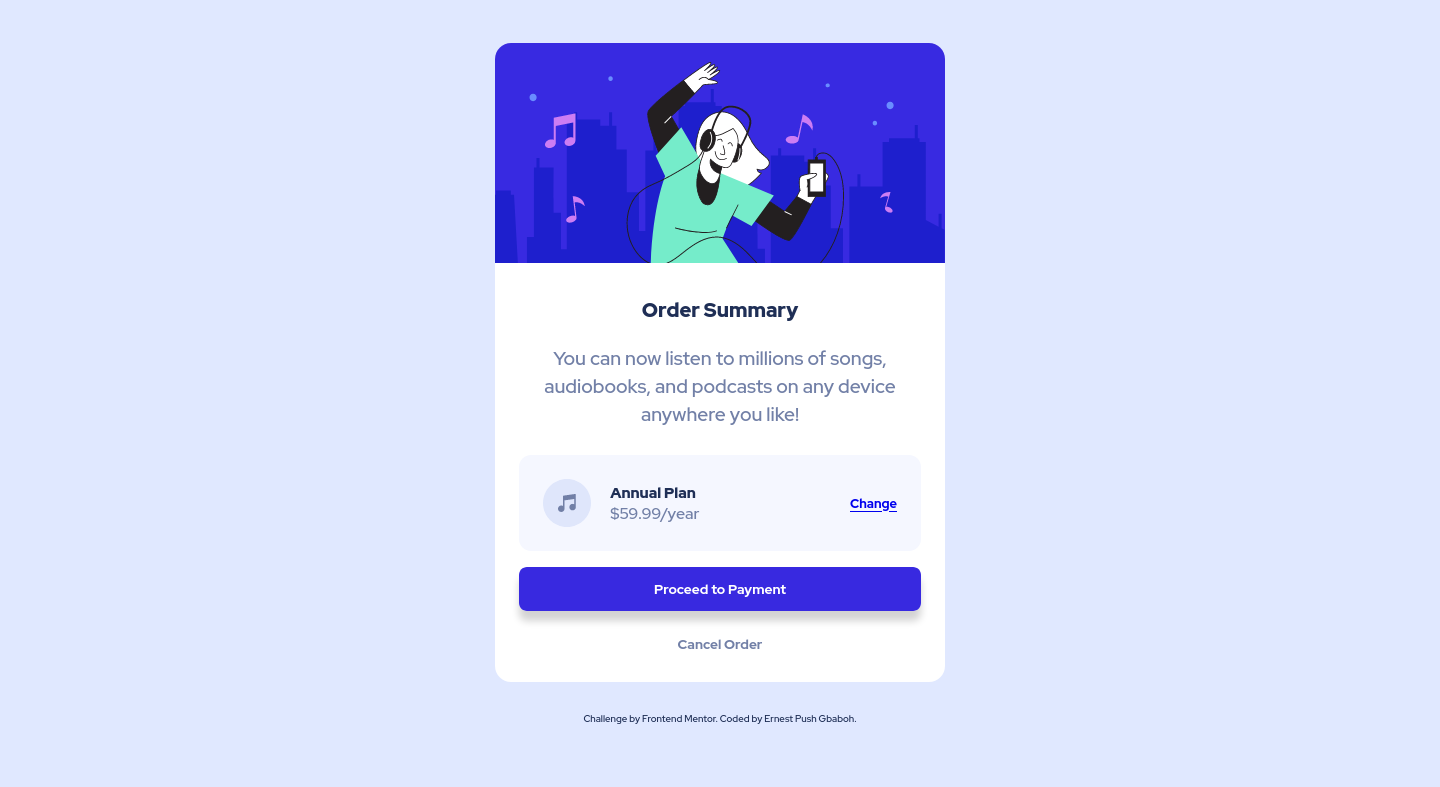 Order Summary
You can now listen to millions of songs,
audiobooks, and podcasts on any device
anywhere you like!
Annual Plan
$59.99/year
Change
Proceed to Payment
Cancel Order
Challenge by Frontend Mentor. Coded by Ernest Push Gbaboh.